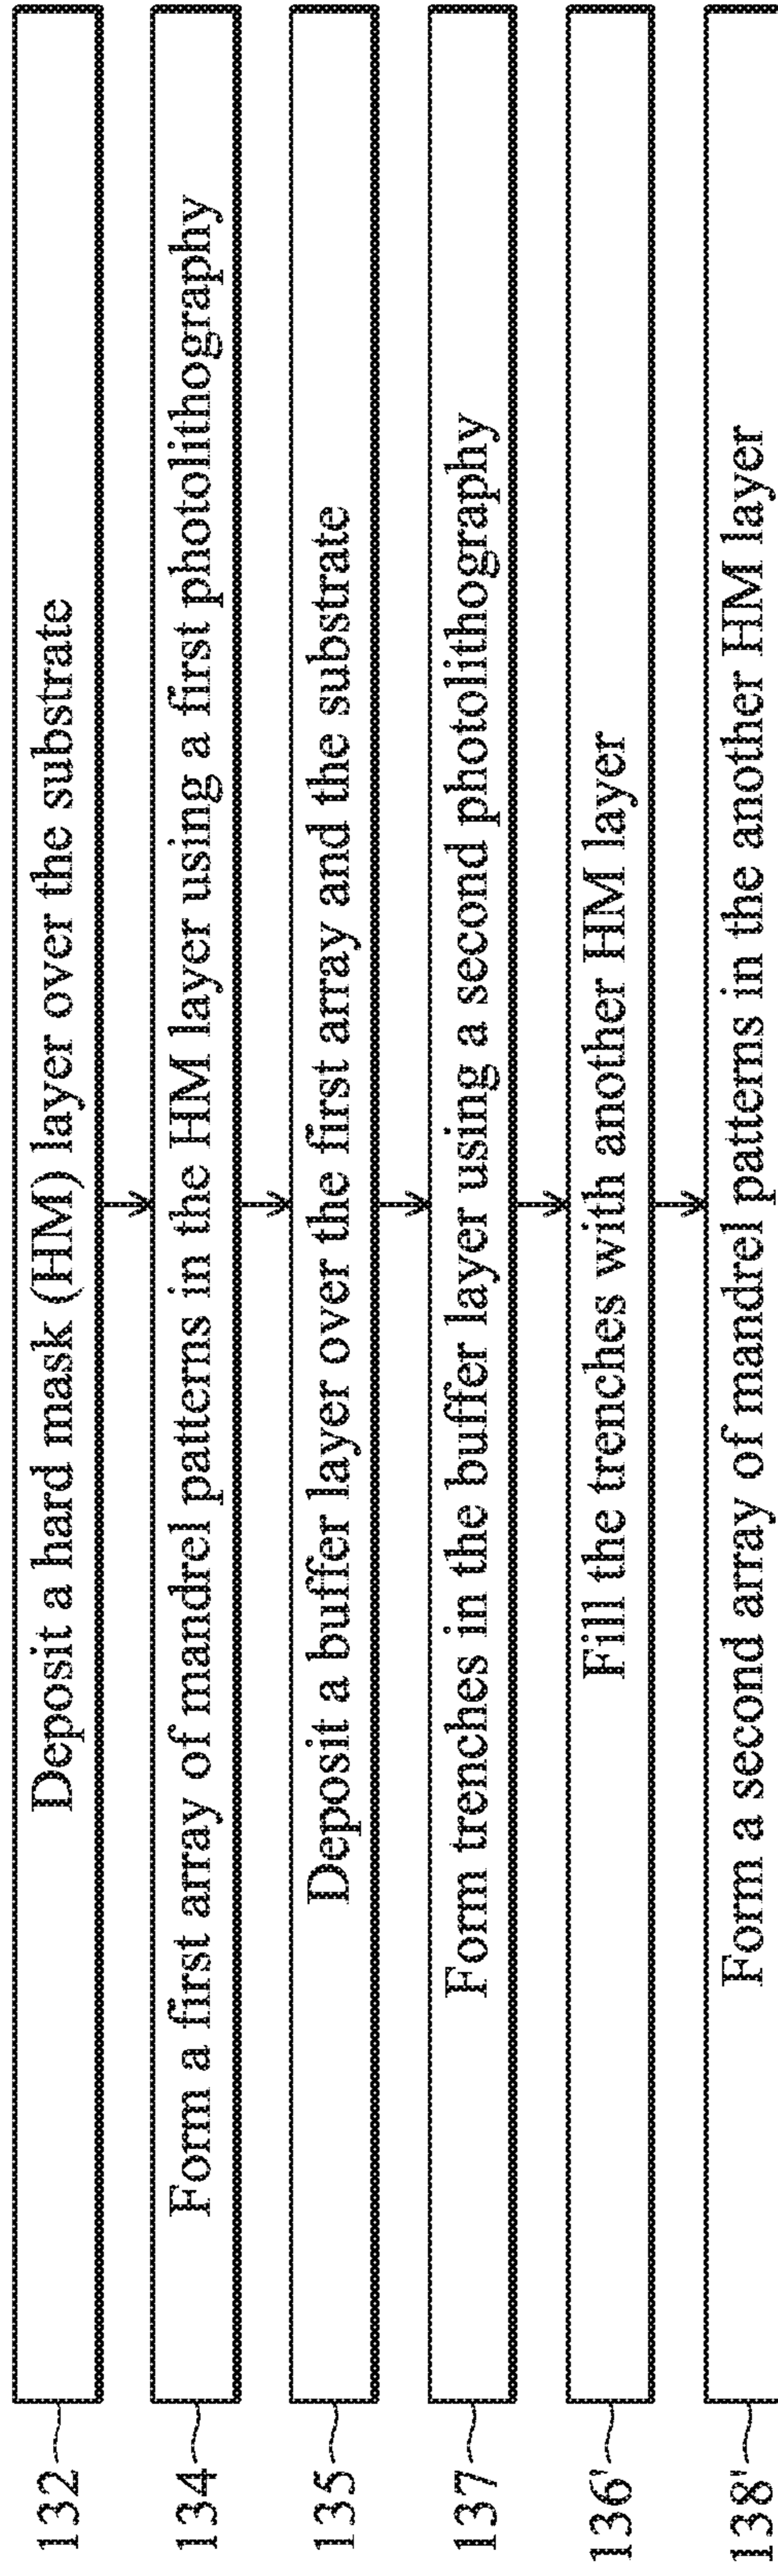 132 Deposit a hard mask (HM) layer over the substrate
134 Form a first array of mandrel patterns in the HM layer using a first photolithography
135 Deposit a buffer layer over the first array and the substrate
137 Form trenches in the buffer layer using a second photolithography
136' Fill the trenches with another HM layer
138' Form a second array of mandrel patterns in the another HM layer